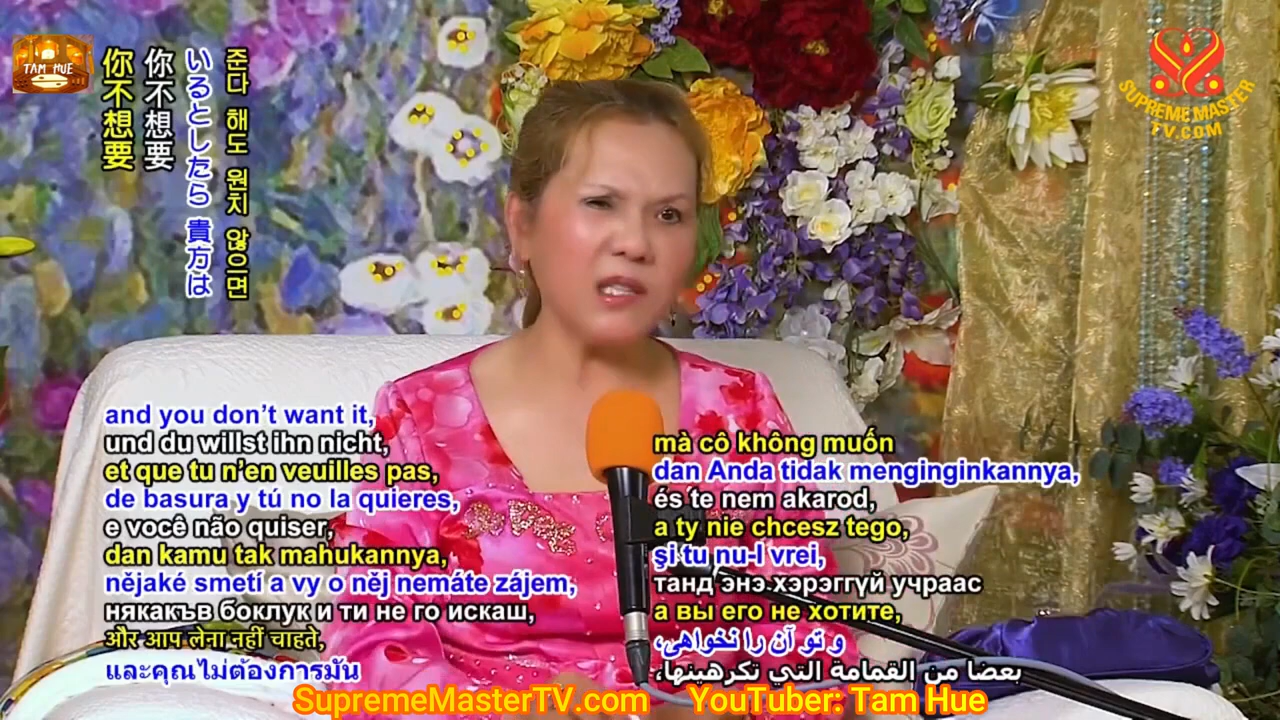 TAM HUE
你不想要
你不想要
いるとしたら 貴方は
준다 해도 원치 않으면
SUPREME MASTER
TV.COM
and you don’t want it,
und du willst ihn nicht,
et que tu n’en veuilles pas,
de basura y tú no la quieres,
e você não quiser,
dan kamu tak mahukannya,
nějaké smetí a vy o něj nemáte zájem,
някакъв боклук и ти не го искаш,
और आप लेना नहीं चाहते,
และคุณไม่ต้องการมัน
mà cô không muốn
dan Anda tidak menginginkannya,
és te nem akarod,
a ty nie chcesz tego,
şi tu nu-l vrei,
танд энэ хэрэггүй учраас
а вы его не хотите,
و تو آن را نخواهی،
بعضا من القمامة التي تكرهينها،
SupremeMasterTV.com YouTuber: Tam Hue